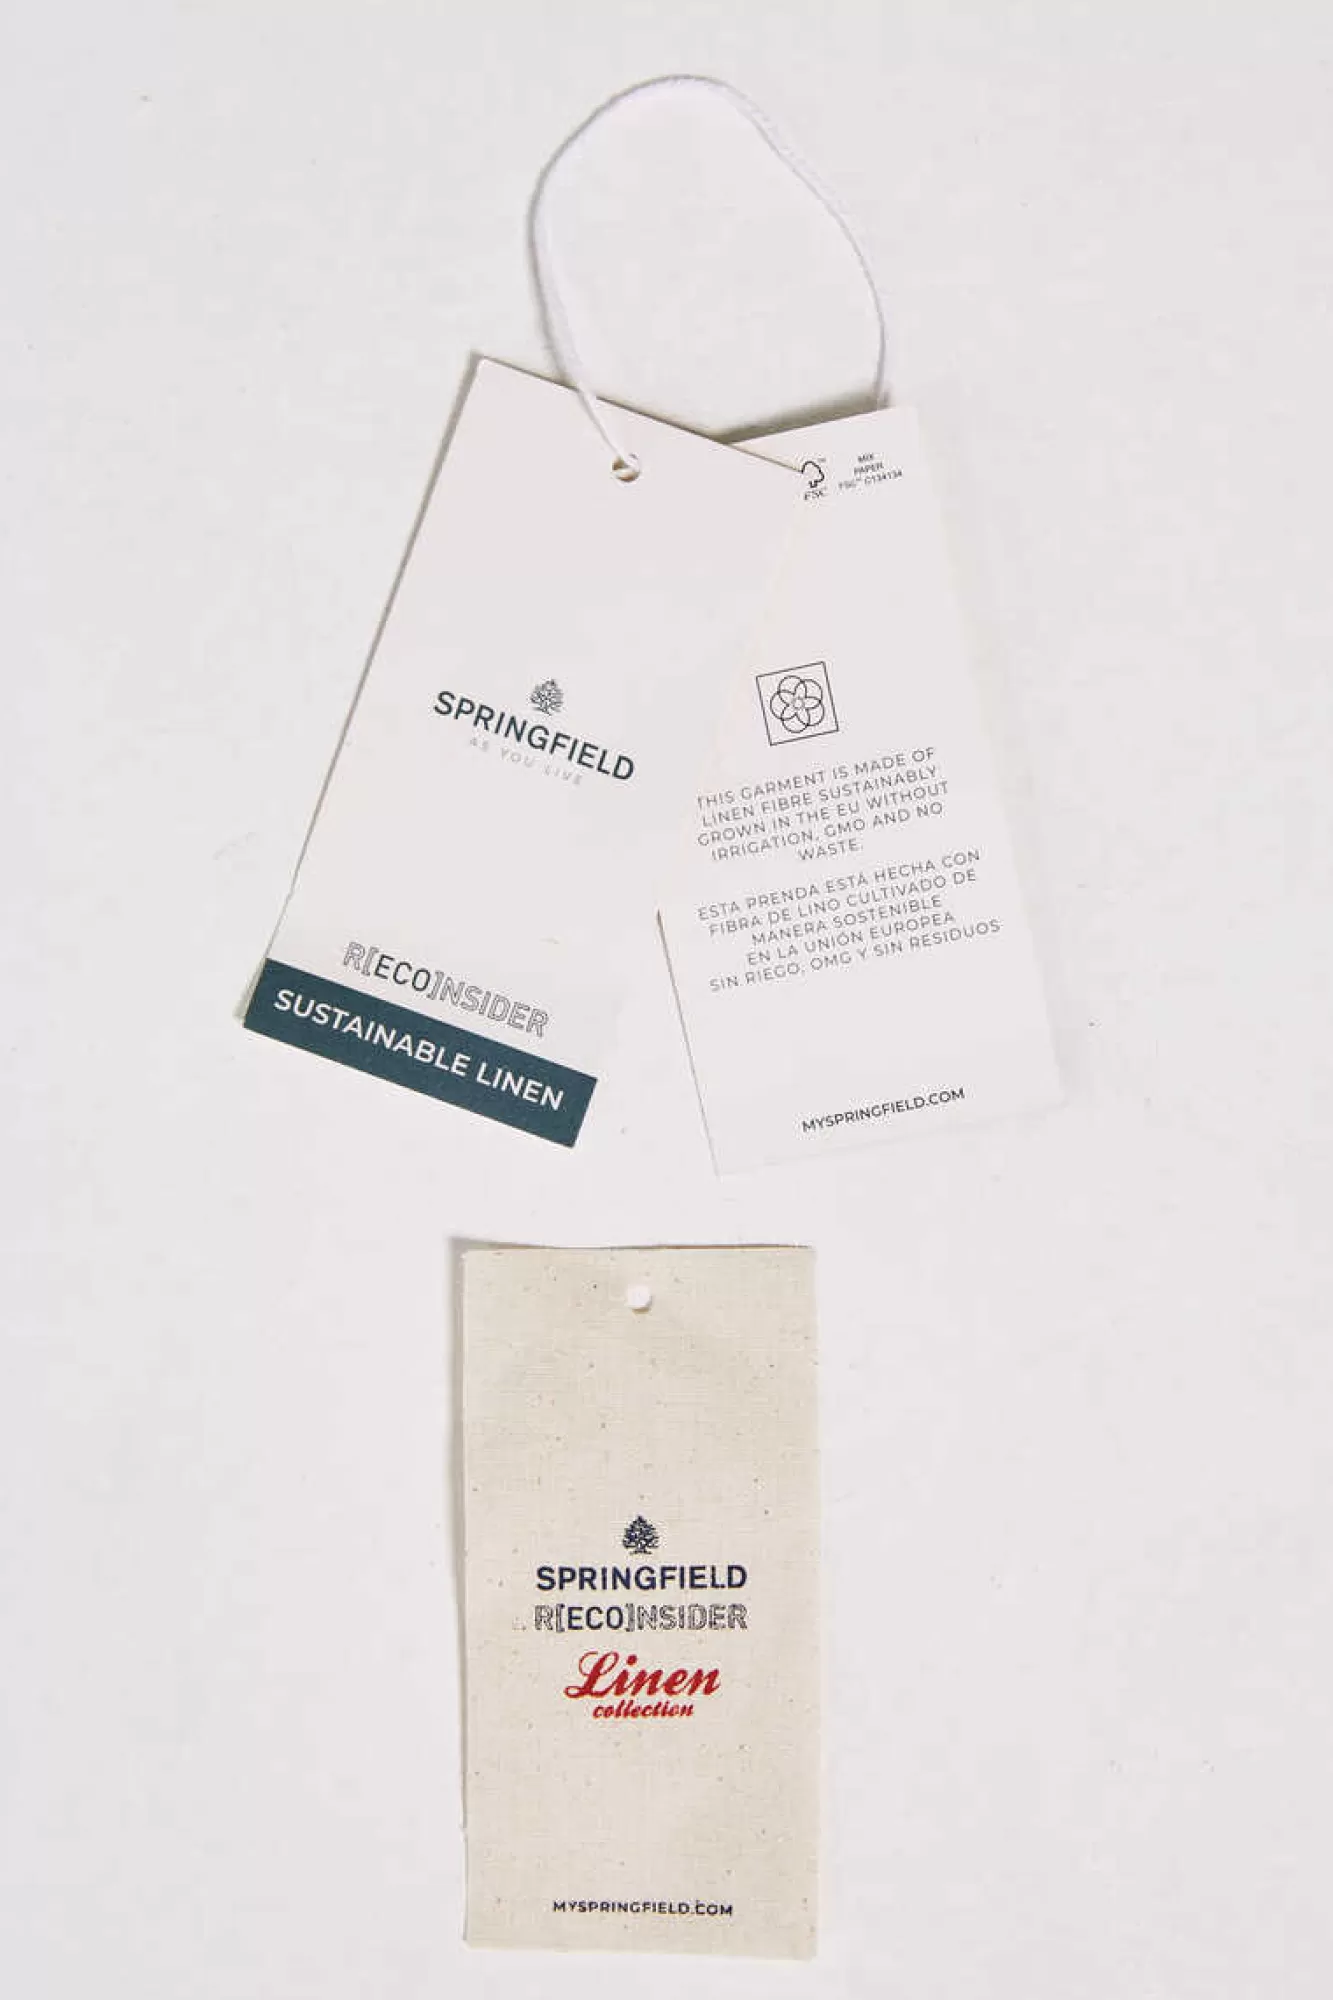 SPRINGFIELD
AS YOU LIVE
R[ECO]NSIDER
SUSTAINABLE LINEN
FSC™
MIX
PAPER
FSC™ C134134
THIS GARMENT IS MADE OF
LINEN FIBRE SUSTAINABLY
GROWN IN THE EU WITHOUT
IRRIGATION, GMO AND NO
WASTE.
ESTA PRENDA ESTÁ HECHA CON
FIBRA DE LINO CULTIVADO DE
MANERA SOSTENIBLE
EN LA UNIÓN EUROPEA
SIN RIEGO, OMG Y SIN RESIDUOS
MYSPRINGFIELD.COM
SPRINGFIELD
R[ECO]NSIDER
Linen
collection
MYSPRINGFIELD.COM